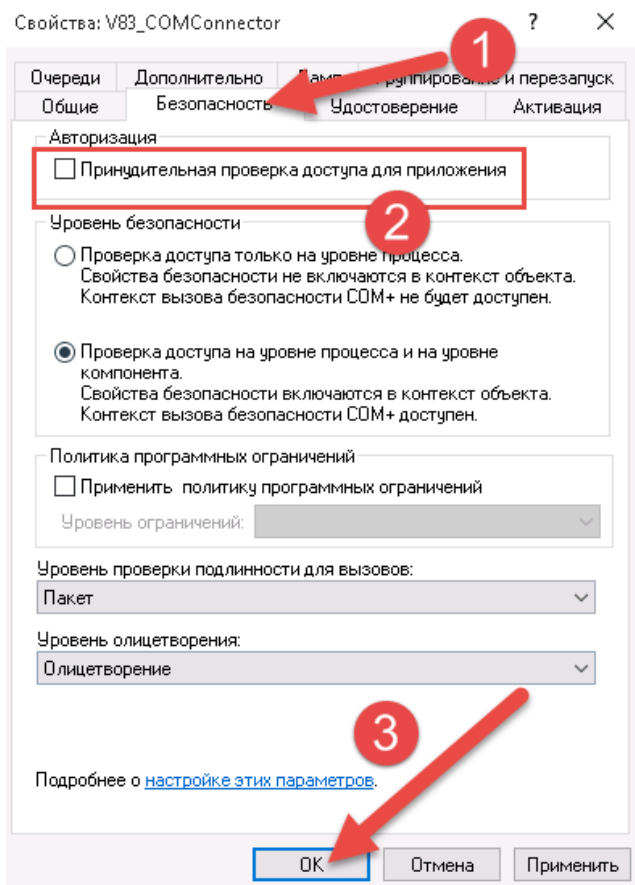 Свойства: V83_COMConnector
?
1
Очереди
Дополнительно
и перезапуск
Общие
Безопасность
Удостоверение
Активация
Авторизация
Принудительная проверка доступа для приложения
2
Уровень безопасности
Проверка доступа только на уровне процесса.
Свойства безопасности не включаются в контекст объекта.
Контекст вызова безопасности COM+ не будет доступен.
Проверка доступа на уровне процесса и на уровне
компонента.
Свойства безопасности включаются в контекст объекта.
Контекст вызова безопасности COM+ доступен.
Политика программных ограничений
Применить политику программных ограничений
Уровень ограничений:
Уровень проверки подлинности для вызовов:
Пакет
Уровень олицетворения:
Олицетворение
3
Подробнее о настройке этих параметров.
OK
Отмена
Применить